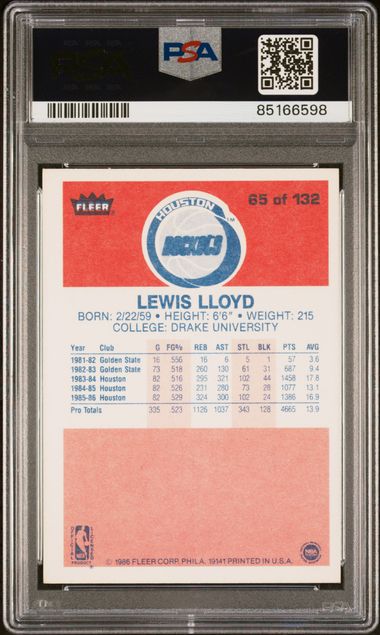 PSA
85166598
FLEER
HOUSTON
ROCKETS
TM
65 of 132
LEWIS LLOYD
BORN: 2/22/59 • HEIGHT: 6'6" • WEIGHT: 215
COLLEGE: DRAKE UNIVERSITY
Year Club G FG% REB AST STL BLK PTS AVG
1981-82 Golden State 16 .556 16 6 5 1 57 3.6
1982-83 Golden State 73 .518 260 130 61 31 687 9.4
1983-84 Houston 82 .516 295 321 102 44 1458 17.8
1984-85 Houston 82 .526 231 280 73 28 1077 13.1
1985-86 Houston 82 .529 324 300 102 24 1386 16.9
Pro Totals 335 .523 1126 1037 343 128 4665 13.9
OFFICIAL LICENSED
PRODUCT
NBA
© 1986 FLEER CORP. PHILA. 19141 PRINTED IN U.S.A.